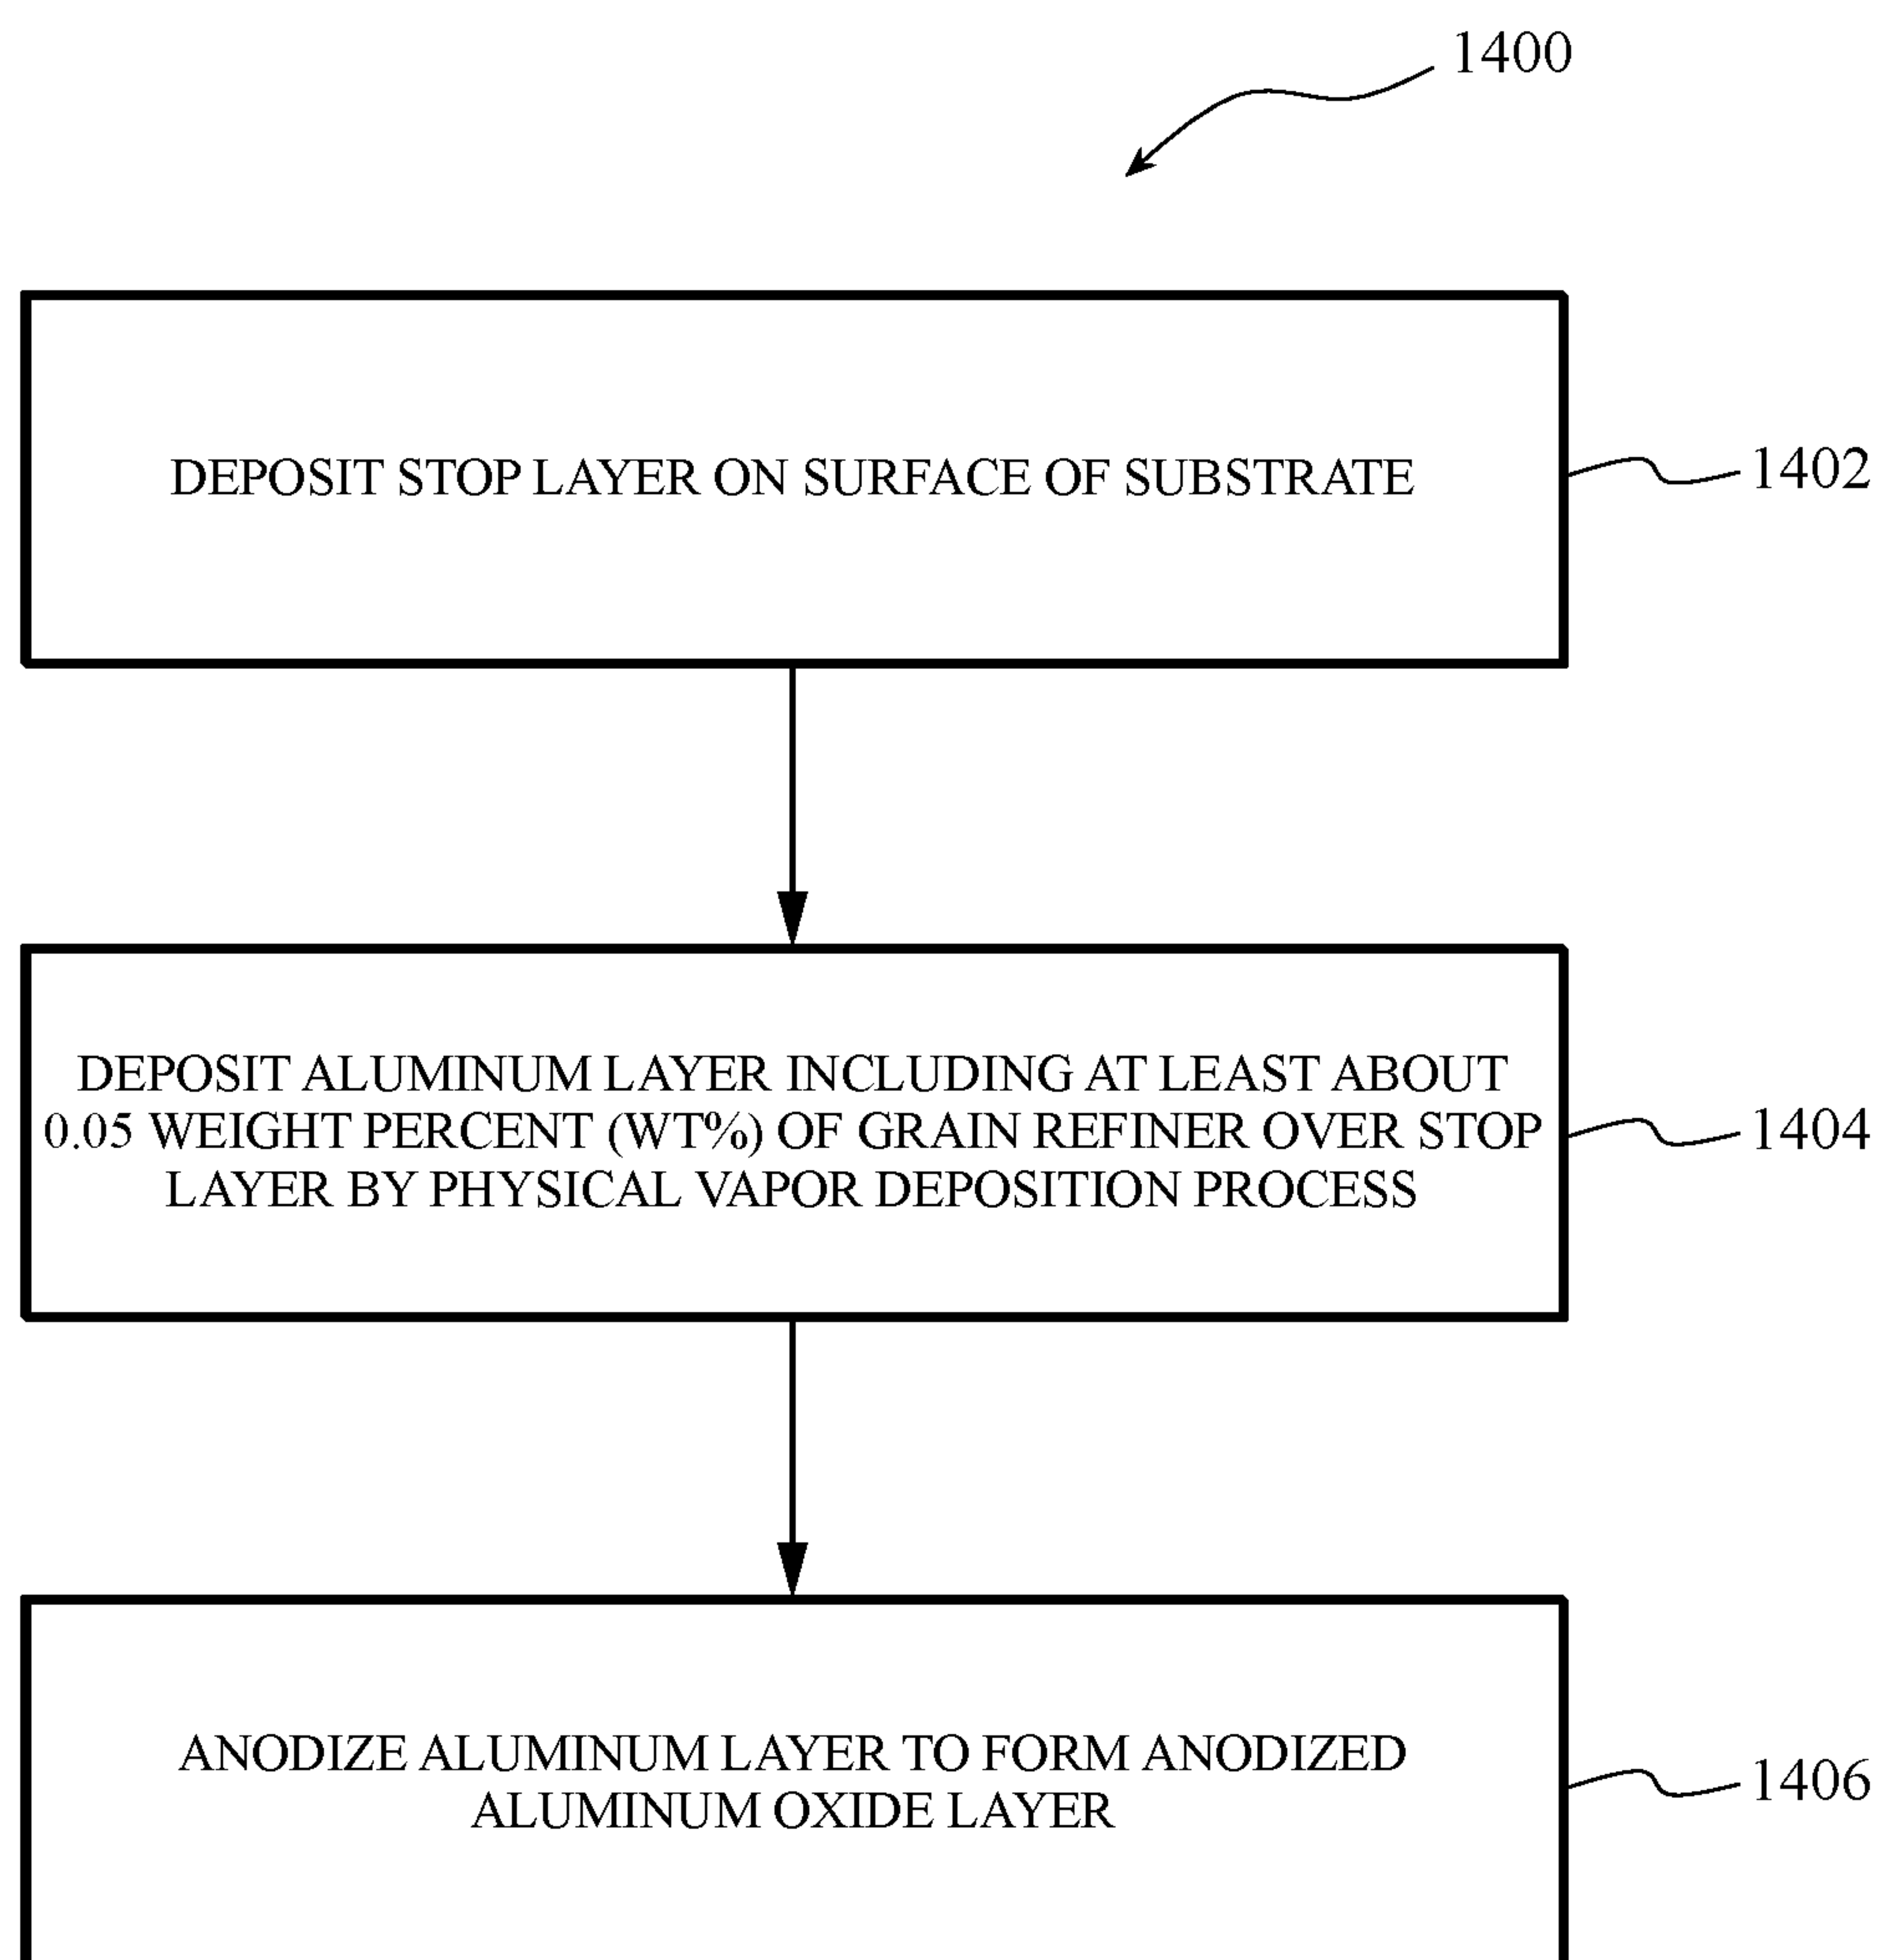 1400
DEPOSIT STOP LAYER ON SURFACE OF SUBSTRATE
1402
DEPOSIT ALUMINUM LAYER INCLUDING AT LEAST ABOUT
0.05 WEIGHT PERCENT (WT%) OF GRAIN REFINER OVER STOP
LAYER BY PHYSICAL VAPOR DEPOSITION PROCESS
1404
ANODIZE ALUMINUM LAYER TO FORM ANODIZED
ALUMINUM OXIDE LAYER
1406